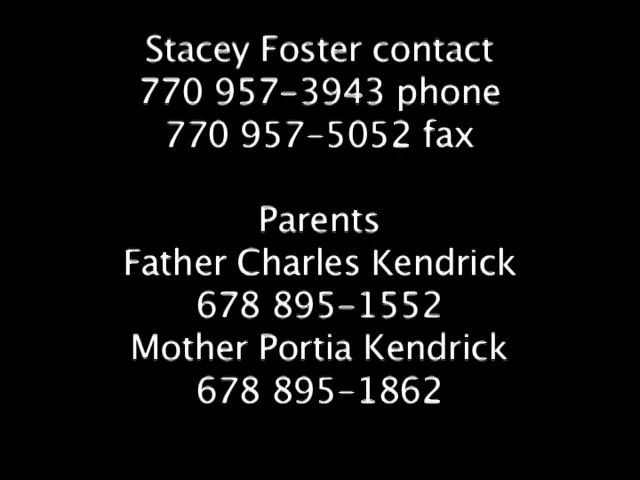 Stacey Foster contact
770 957-3943 phone
770 957-5052 fax
Parents
Father Charles Kendrick
678 895-1552
Mother Portia Kendrick
678 895-1862